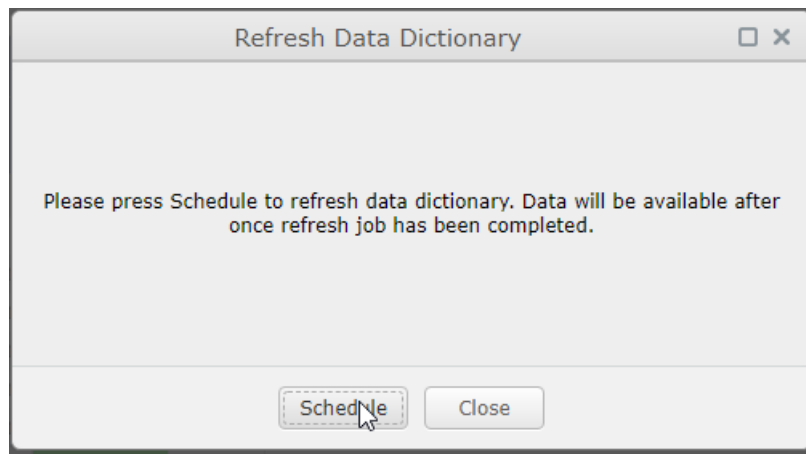 Refresh Data Dictionary
Please press Schedule to refresh data dictionary. Data will be available after
once refresh job has been completed.
Schedule
Close